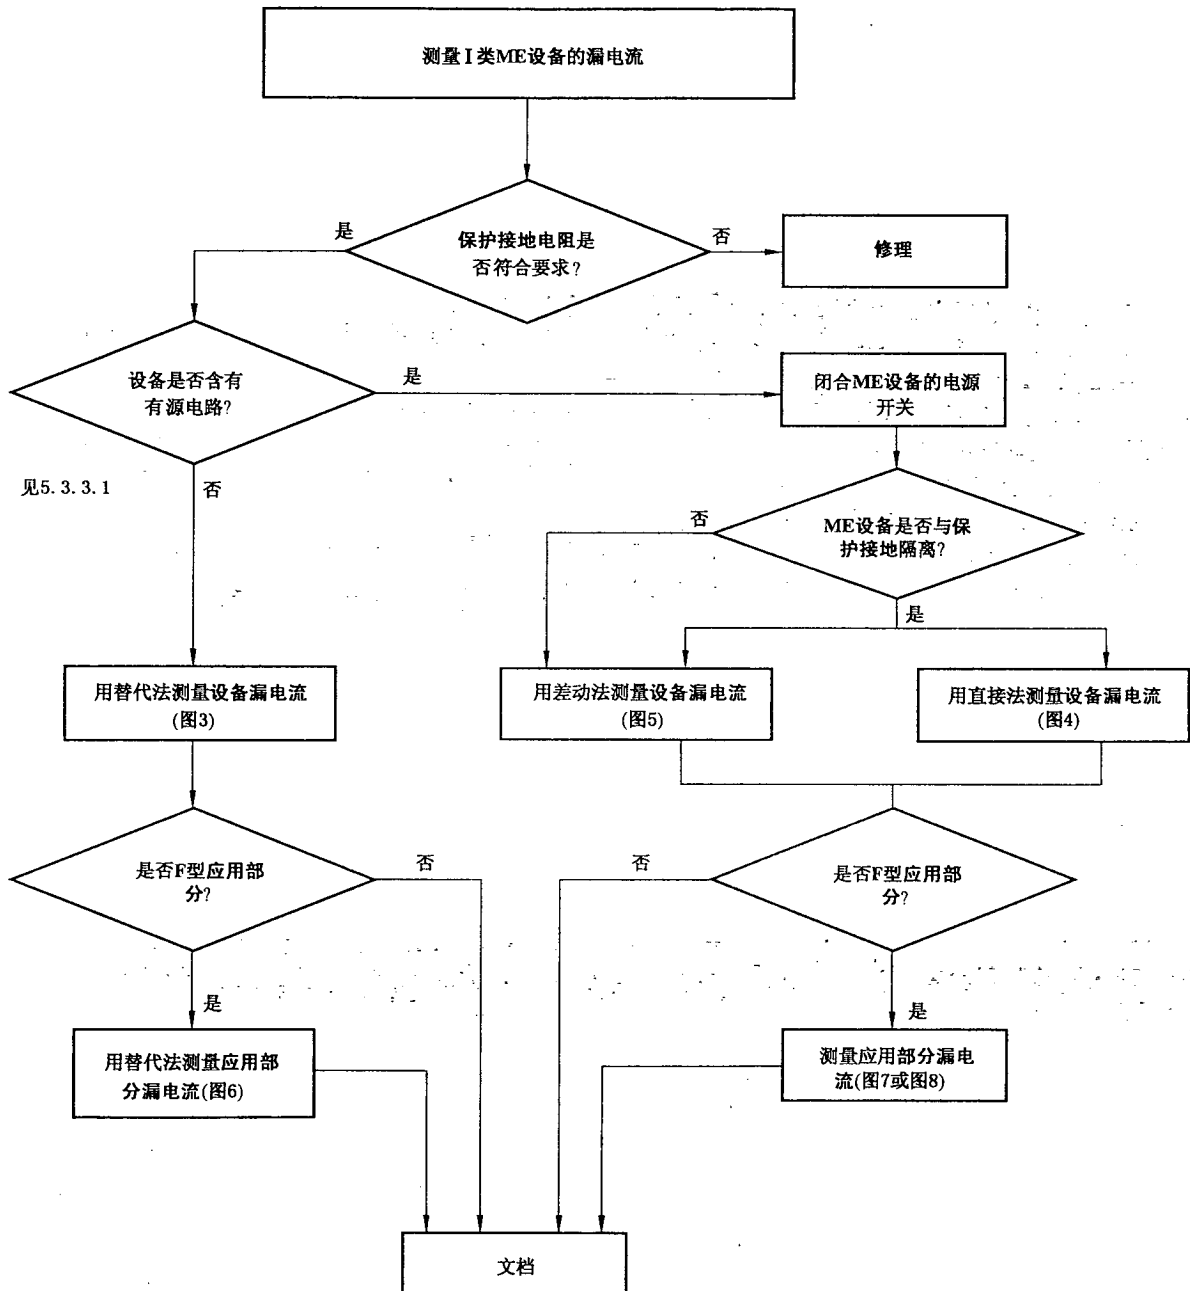 测量Ⅰ类ME设备的漏电流
是
保护接地电阻是
否符合要求?
否
修理
设备是否含有
有源电路?
是
闭合ME设备的电源
开关
见5.3.3.1
否
否
ME设备是否与保
护接地隔离?
是
用替代法测量设备漏电流
(图3)
用差动法测量设备漏电流
(图5)
用直接法测量设备漏电流
(图4)
是否F型应用部
分?
否
否
是否F型应用部
分?
是
是
用替代法测量应用部
分漏电流(图6)
测量应用部分漏电
流(图7或图8)
文档